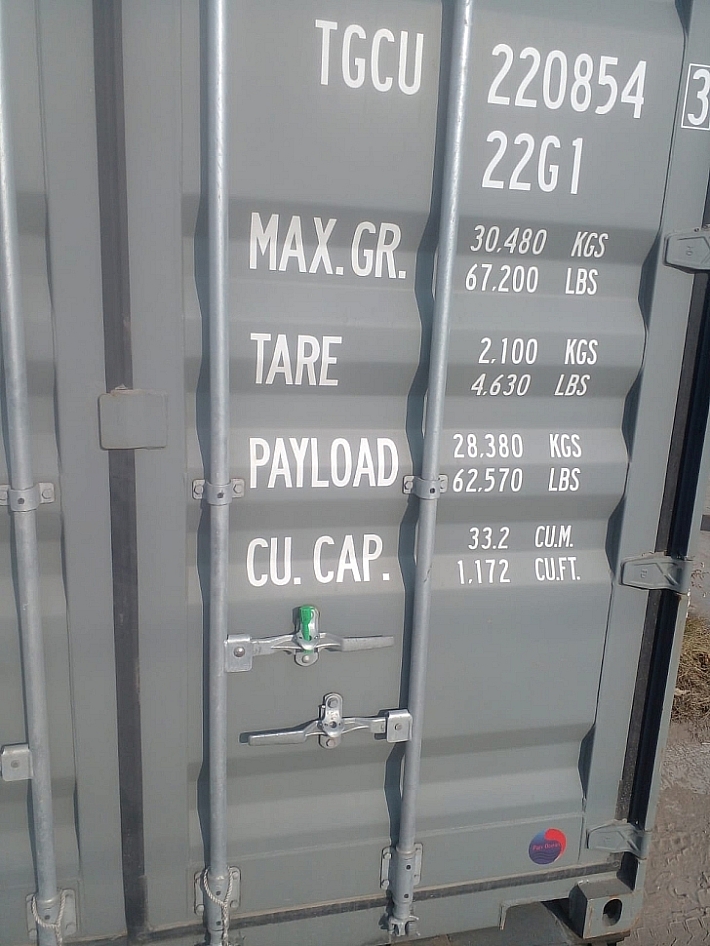 TGCU 220854 3
22G1
MAX. GR. 30.480 KGS
67,200 LBS
TARE 2,100 KGS
4,630 LBS
PAYLOAD 28,380 KGS
62,570 LBS
CU. CAP. 33.2 CU.M.
1,172 CU.FT.